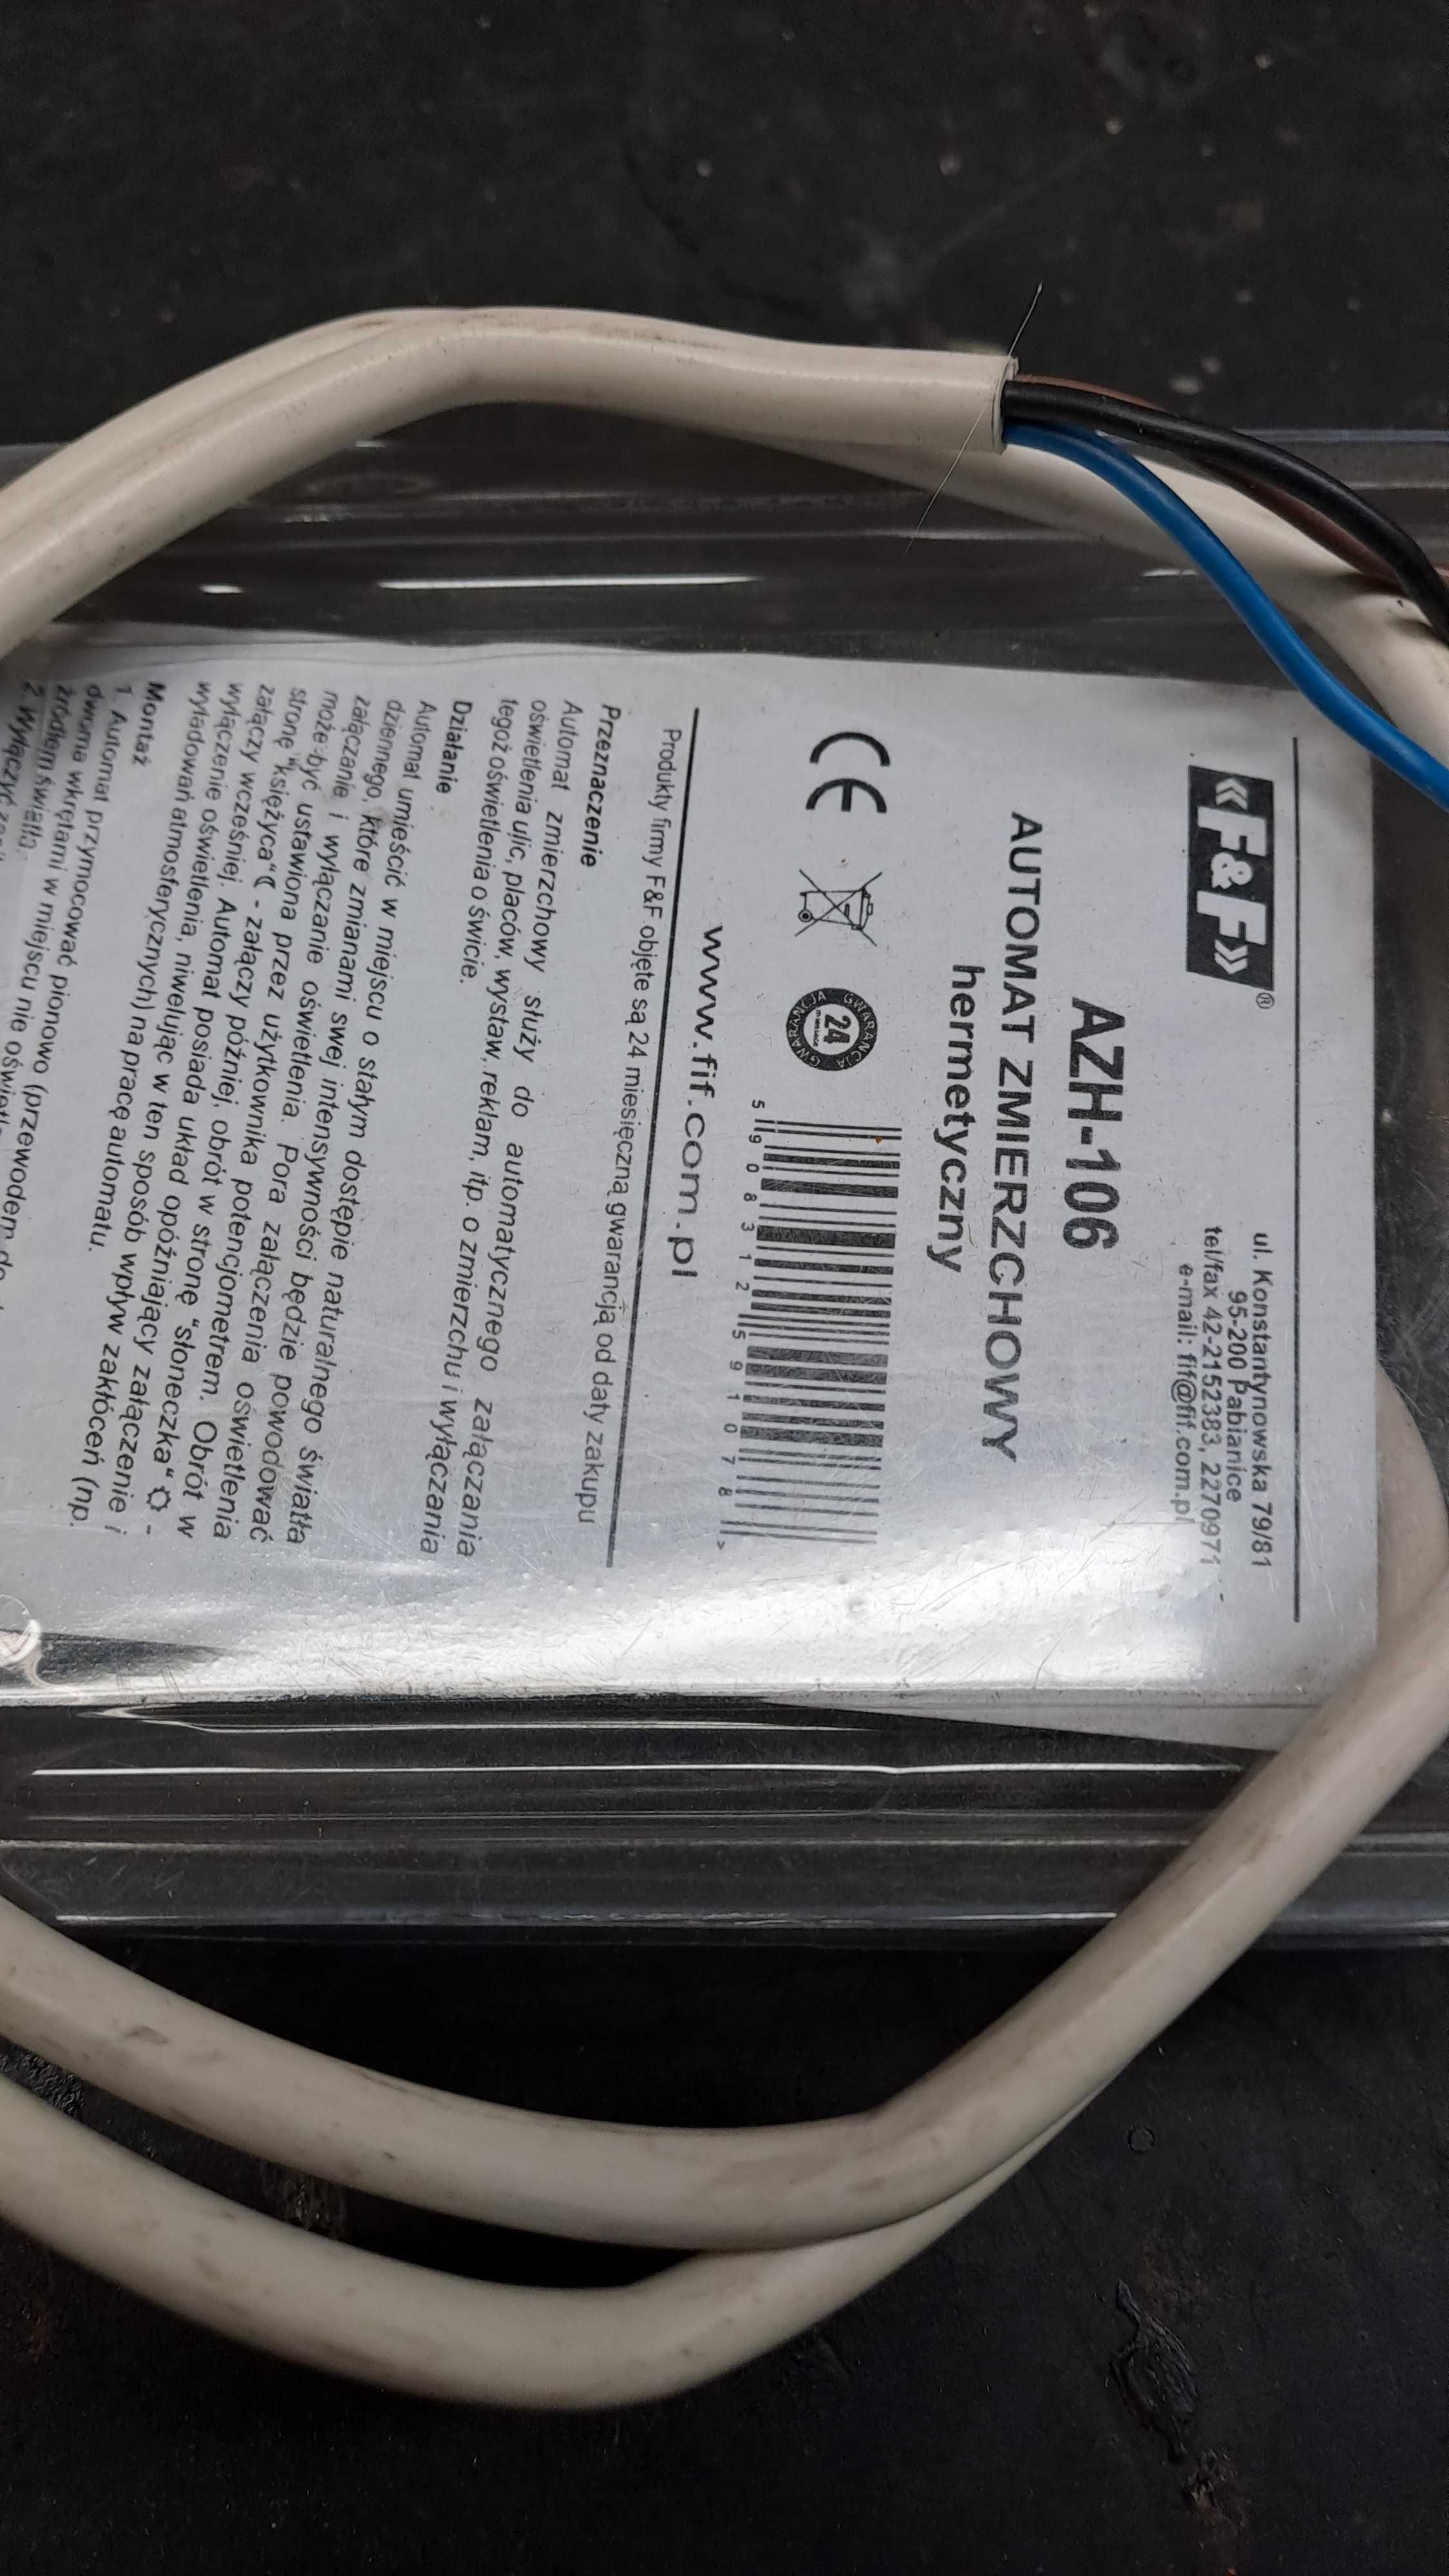 «F&F»®
ul. Konstantynowska 79/81
95-200 Pabianice
tel/fax 42-2152383, 2270971
e-mail: fif@fif.com.pl
AZH-106
AUTOMAT ZMIERZCHOWY
hermetyczny
CE
GWARANCJA 24 GWARANCJA
5 908312 591078 >
www.fif.com.pl
Produkty firmy F&F objęte są 24 miesięczną gwarancją od daty zakupu
Przeznaczenie
Automat zmierzchowy służy do automatycznego załączania
oświetlenia ulic, placów, wystaw, reklam, itp. o zmierzchu i wyłączania
tegoż oświetlenia o świcie.
Działanie
Automat umieścić w miejscu o stałym dostępie naturalnego światła
dziennego, które zmianami swej intensywności będzie powodować
załączanie i wyłączanie oświetlenia. Pora załączenia oświetlenia
może być ustawiona przez użytkownika potencjometrem. Obrót w
stronę "księżyca" ☾ - załączy później, obrót w stronę "słoneczka" ☼ -
załączy wcześniej. Automat posiada układ opóźniający załączenie i
wyłączenie oświetlenia, niwelując w ten sposób wpływ zakłóceń (np.
wyładowań atmosferycznych) na pracę automatu.
Montaż
1. Automat przymocować pionowo (przewodem do
dwoma wkrętami w miejscu nie
źródłem światła.
2. Wyłączyć